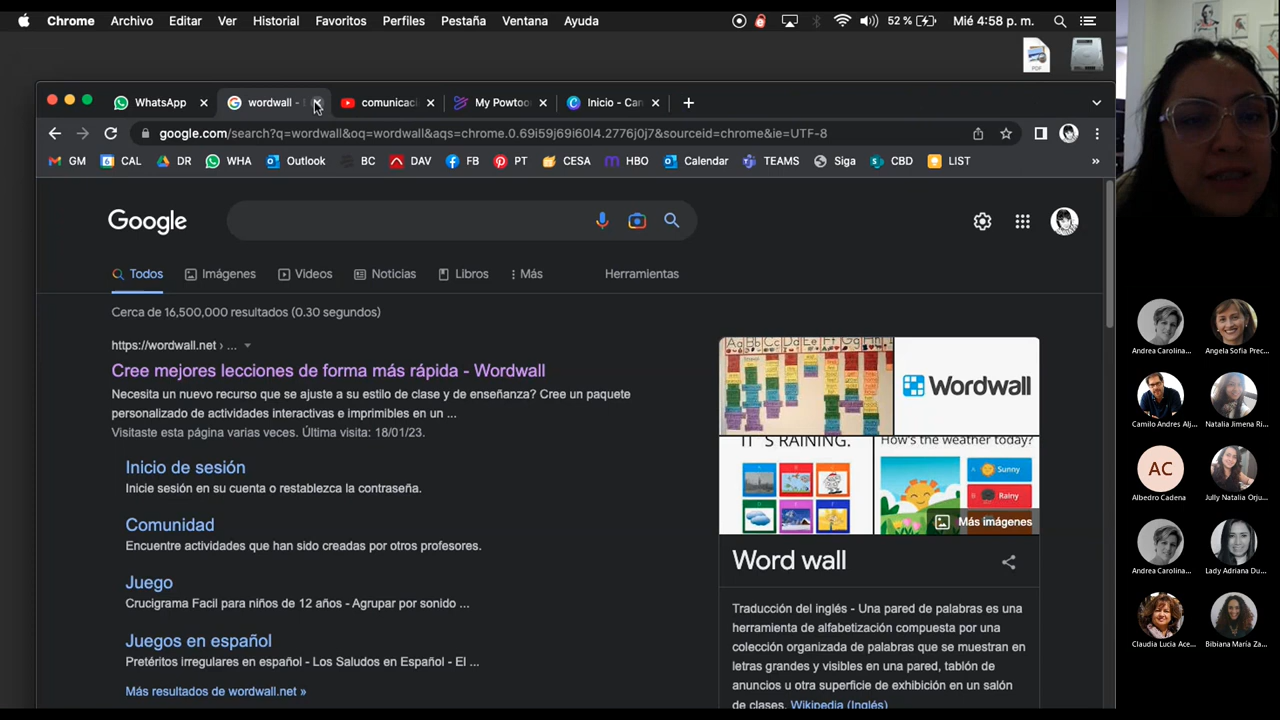 Chrome Archivo Editar Ver Historial Favoritos Perfiles Pestaña Ventana Ayuda 52 % Mié 4:58 p. m.
WhatsApp wordwall - comunicaci My Powtoo Inicio - Can
google.com/search?q=wordwall&oq=wordwall&aqs=chrome.0.69i59j69i60l4.2776j0j7&sourceid=chrome&ie=UTF-8
GM CAL DR WHA Outlook BC DAV FB PT CESA HBO Calendar TEAMS Siga CBD LIST
Google
Todos Imágenes Videos Noticias Libros Más Herramientas
Cerca de 16,500,000 resultados (0.30 segundos)
https://wordwall.net › ...
Cree mejores lecciones de forma más rápida - Wordwall
Necesita un nuevo recurso que se ajuste a su estilo de clase y de enseñanza? Cree un paquete
personalizado de actividades interactivas e imprimibles en un ...
Visitaste esta página varias veces. Última visita: 18/01/23.
Inicio de sesión
Inicie sesión en su cuenta o restablezca la contraseña.
Comunidad
Encuentre actividades que han sido creadas por otros profesores.
Juego
Crucigrama Facil para niños de 12 años - Agrupar por sonido ...
Juegos en español
Pretéritos irregulares en español - Los Saludos en Español - El ...
Más resultados de wordwall.net »
Wordwall
IT´S RAINING.
How's the weather today?
Sunny
Rainy
Más imágenes
Word wall
Traducción del inglés - Una pared de palabras es una
herramienta de alfabetización compuesta por una
colección organizada de palabras que se muestran en
letras grandes y visibles en una pared, tablón de
anuncios u otra superficie de exhibición en un salón
de clases. Wikipedia (Inglés)
Andrea Carolina... Angela Sofia Prec...
Camilo Andres Alj... Natalia Jimena Ri...
AC
Albedro Cadena Jully Natalia Orju...
Andrea Carolina... Lady Adriana Du...
Claudia Lucia Ace... Bibiana María Za...